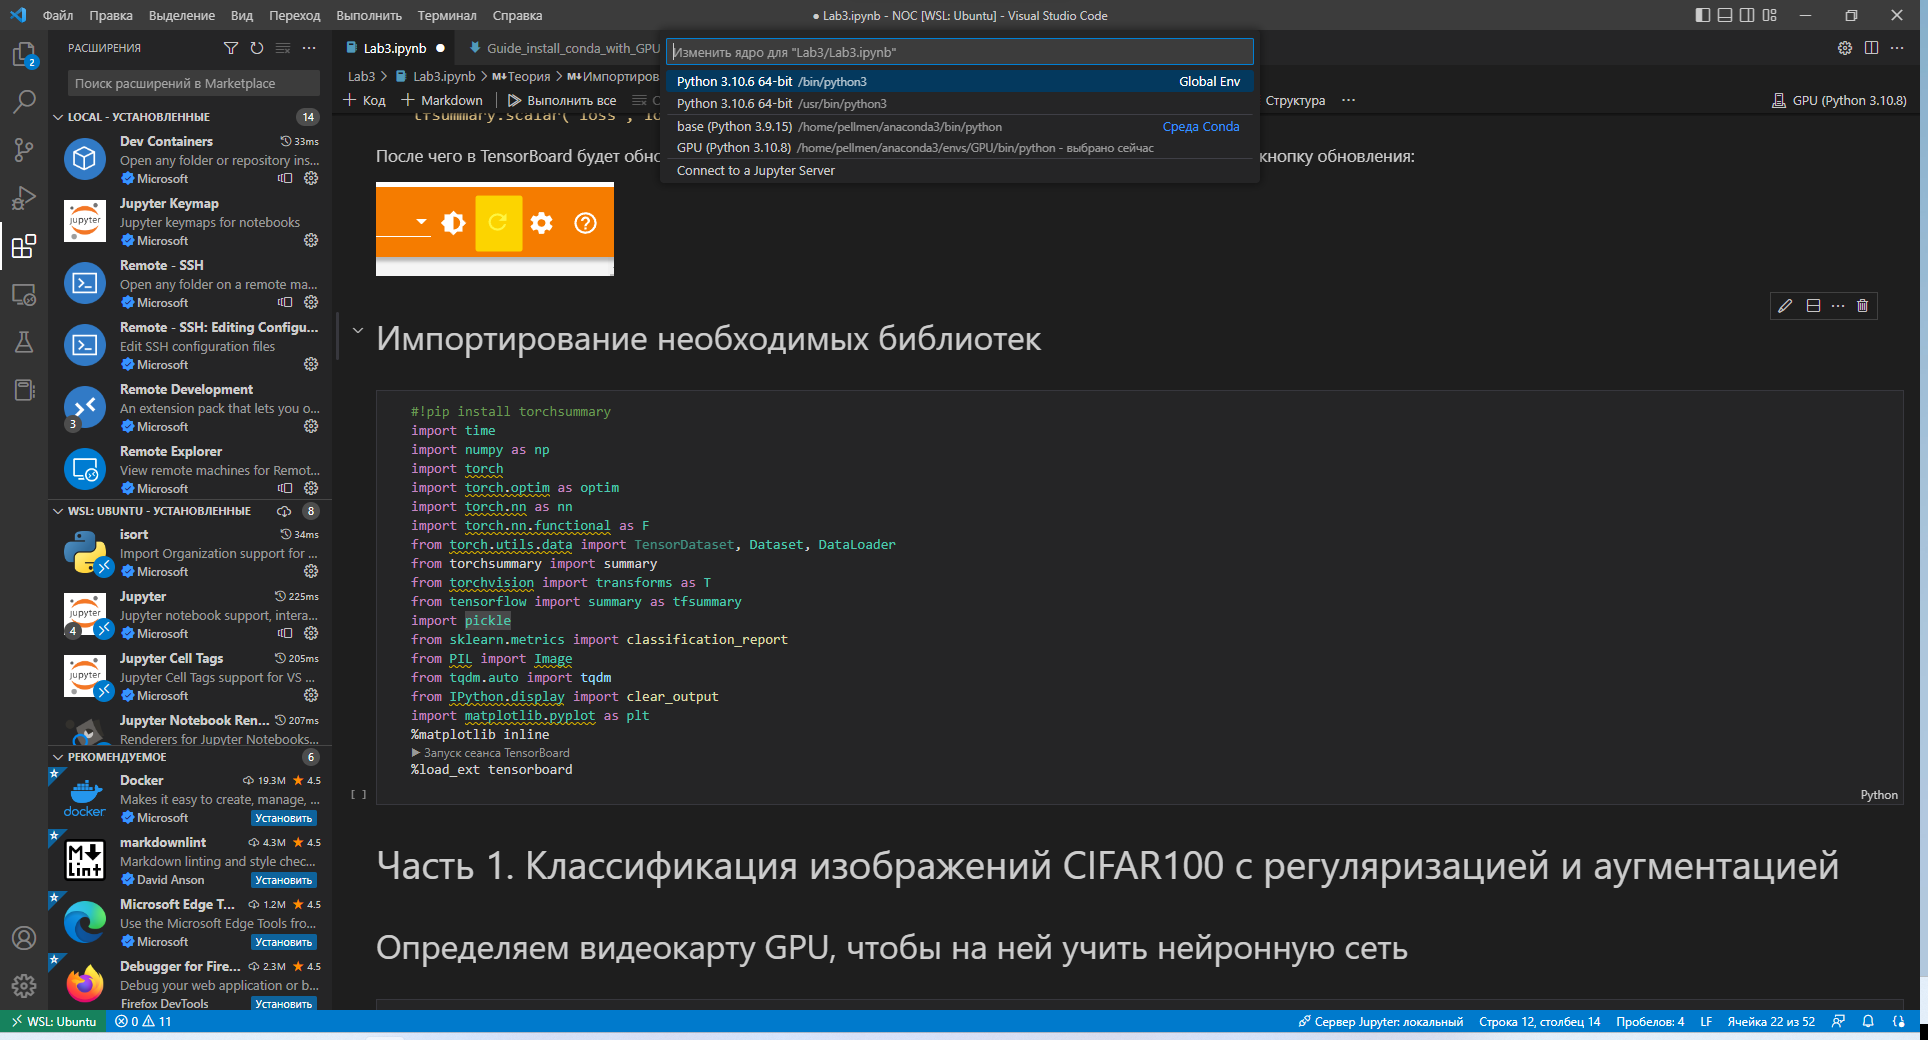 Файл Правка Выделение Вид Переход Выполнить Терминал Справка
● Lab3.ipynb - NOC [WSL: Ubuntu] - Visual Studio Code
2
РАСШИРЕНИЯ
Поиск расширений в Marketplace
LOCAL - УСТАНОВЛЕННЫЕ 14
Dev Containers 33ms
Open any folder or repository ins...
Microsoft
Jupyter Keymap
Jupyter keymaps for notebooks
Microsoft
jupyter
Remote - SSH
Open any folder on a remote ma...
Microsoft
Remote - SSH: Editing Configu...
Edit SSH configuration files
Microsoft
Remote Development
An extension pack that lets you o...
3
Microsoft
Remote Explorer
View remote machines for Remot...
Microsoft
WSL: UBUNTU - УСТАНОВЛЕННЫЕ 8
isort 34ms
Import Organization support for ...
Microsoft
Jupyter 225ms
Jupyter notebook support, intera...
jupyter
4
Microsoft
Jupyter Cell Tags 205ms
Jupyter Cell Tags support for VS ...
jupyter
Microsoft
Jupyter Notebook Ren... 207ms
Renderers for Jupyter Notebooks...
РЕКОМЕНДУЕМОЕ 6
Docker 19.3M 4.5
Makes it easy to create, manage, ...
docker
Microsoft Установить
markdownlint 4.3M 4.5
Markdown linting and style chec...
M
lint
David Anson Установить
Microsoft Edge T... 1.2M 4.5
Use the Microsoft Edge Tools fro...
Microsoft Установить
Debugger for Fire... 2.3M 4.5
Debug your web application or b...
Firefox DevTools Установить
Lab3.ipynb ● Guide_install_conda_with_GPU
Lab3 > Lab3.ipynb > M↓Теория > M↓Импортиров
+ Код + Markdown Выполнить все
Структура ···
GPU (Python 3.10.8)
Изменить ядро для "Lab3/Lab3.ipynb"
Python 3.10.6 64-bit /bin/python3 Global Env
Python 3.10.6 64-bit /usr/bin/python3
base (Python 3.9.15) /home/pellmen/anaconda3/bin/python Среда Conda
GPU (Python 3.10.8) /home/pellmen/anaconda3/envs/GPU/bin/python - выбрано сейчас
Connect to a Jupyter Server
После чего в TensorBoard будет обно кнопку обновления:
Импортирование необходимых библиотек
#!pip install torchsummary
import time
import numpy as np
import torch
import torch.optim as optim
import torch.nn as nn
import torch.nn.functional as F
from torch.utils.data import TensorDataset, Dataset, DataLoader
from torchsummary import summary
from torchvision import transforms as T
from tensorflow import summary as tfsummary
import pickle
from sklearn.metrics import classification_report
from PIL import Image
from tqdm.auto import tqdm
from IPython.display import clear_output
import matplotlib.pyplot as plt
%matplotlib inline
▶ Запуск сеанса TensorBoard
%load_ext tensorboard
[ ]
Python
Часть 1. Классификация изображений CIFAR100 с регуляризацией и аугментацией
Определяем видеокарту GPU, чтобы на ней учить нейронную сеть
WSL: Ubuntu 0 11
Сервер Jupyter: локальный Строка 12, столбец 14 Пробелов: 4 LF Ячейка 22 из 52